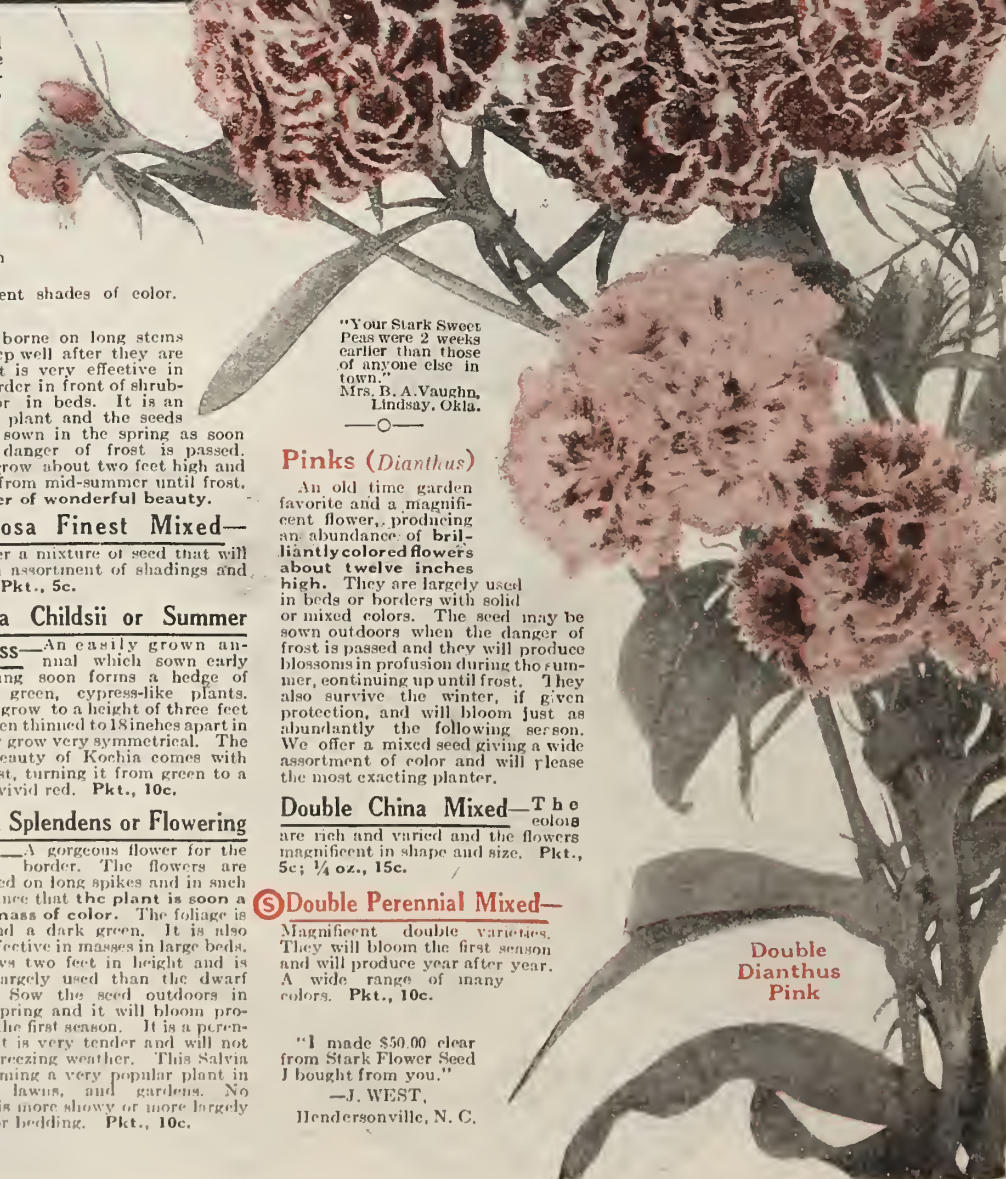 ent shades of color.
borne on long stems
ep well after they are
t is very effective in
rder in front of shrub-
or in beds. It is an
plant and the seeds
sown in the spring as soon
danger of frost is passed.
row about two feet high and
from mid-summer until frost.
er of wonderful beauty.
osa Finest Mixed—
er a mixture of seed that will
assortment of shadings and
Pkt., 5c.
a Childsii or Summer
ss—An easily grown an-
nual which sown early
ng soon forms a hedge of
green, cypress-like plants.
grow to a height of three feet
en thinned to 18 inches apart in
grow very symmetrical. The
eauty of Kochia comes with
st, turning it from green to a
vivid red. Pkt., 10c.
Splendens or Flowering
—A gorgeous flower for the
border. The flowers are
ed on long spikes and in such
nce that the plant is soon a
mass of color. The foliage is
nd a dark green. It is also
fective in masses in large beds.
ws two feet in height and is
argely used than the dwarf
Sow the seed outdoors in
pring and it will bloom pro-
the first season. It is a peren-
t is very tender and will not
reezing weather. This Salvia
ming a very popular plant in
lawns, and gardens. No
is more showy or more largely
or bedding. Pkt., 10c.
"Your Stark Sweet
Peas were 2 weeks
earlier than those
of anyone else in
town."
Mrs. B. A. Vaughn,
Lindsay, Okla.
Pinks (Dianthus)
An old time garden
favorite and a magnifi-
cent flower, producing
an abundance of bril-
liantly colored flowers
about twelve inches
high. They are largely used
in beds or borders with solid
or mixed colors. The seed may be
sown outdoors when the danger of
frost is passed and they will produce
blossoms in profusion during the sum-
mer, continuing up until frost. They
also survive the winter, if given
protection, and will bloom just as
abundantly the following season.
We offer a mixed seed giving a wide
assortment of color and will please
the most exacting planter.
Double China Mixed—The
colors
are rich and varied and the flowers
magnificent in shape and size. Pkt.,
5c; ¼ oz., 15c.
Ⓢ Double Perennial Mixed—
Magnificent double varieties.
They will bloom the first season
and will produce year after year.
A wide range of many
colors. Pkt., 10c.
"I made $50.00 clear
from Stark Flower Seed
I bought from you."
—J. WEST,
Hendersonville, N. C.
Double
Dianthus
Pink